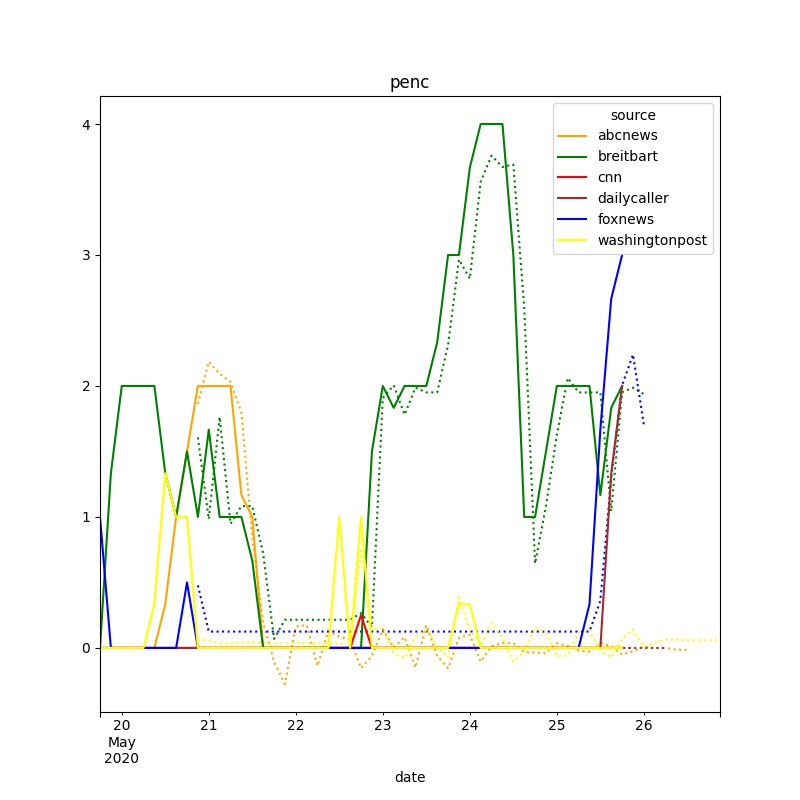 penc
source
abcnews
breitbart
cnn
dailycaller
foxnews
washingtonpost
4
3
2
1
0
20 21 22 23 24 25 26
May
2020
date